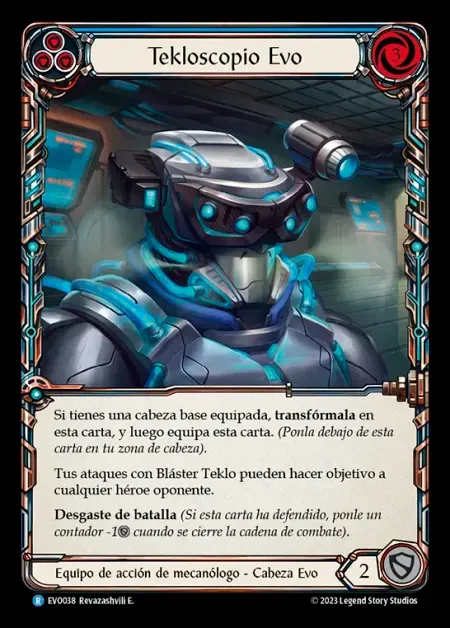 Tekloscopio Evo
3
Si tienes una cabeza base equipada, transfórmala en
esta carta, y luego equipa esta carta. (Ponla debajo de esta
carta en tu zona de cabeza).
Tus ataques con Bláster Teklo pueden hacer objetivo a
cualquier héroe oponente.
Desgaste de batalla (Si esta carta ha defendido, ponle un
contador -1 cuando se cierre la cadena de combate).
Equipo de acción de mecanólogo - Cabeza Evo
2
R EVO038 Revazashvili E.
© 2023 Legend Story Studios